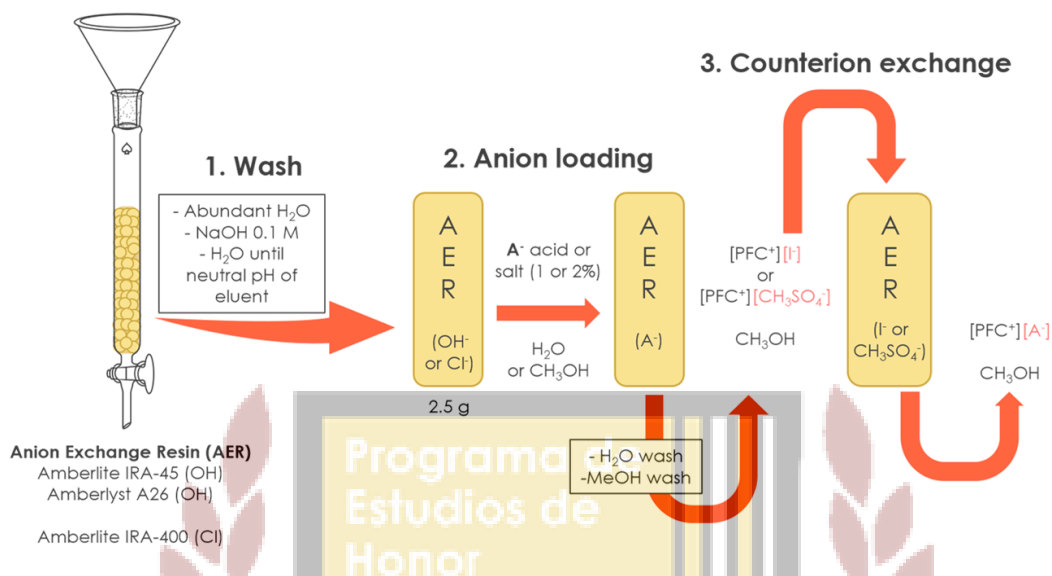 3. Counterion exchange
1. Wash
- Abundant H₂O
- NaOH 0.1 M
- H₂O until
neutral pH of
eluent
2. Anion loading
A
E
R
(OH⁻
or Cl⁻)
2.5 g
A⁻ acid or
salt (1 or 2%)
H₂O
or CH₃OH
A
E
R
(A⁻)
- H₂O wash
-MeOH wash
[PFC⁺][I⁻]
or
[PFC⁺][CH₃SO₄⁻]
CH₃OH
A
E
R
(I⁻ or
CH₃SO₄⁻)
[PFC⁺][A⁻]
CH₃OH
Anion Exchange Resin (AER)
Amberlite IRA-45 (OH)
Amberlyst A26 (OH)
Amberlite IRA-400 (Cl)
Programa de
Estudios de
Honor